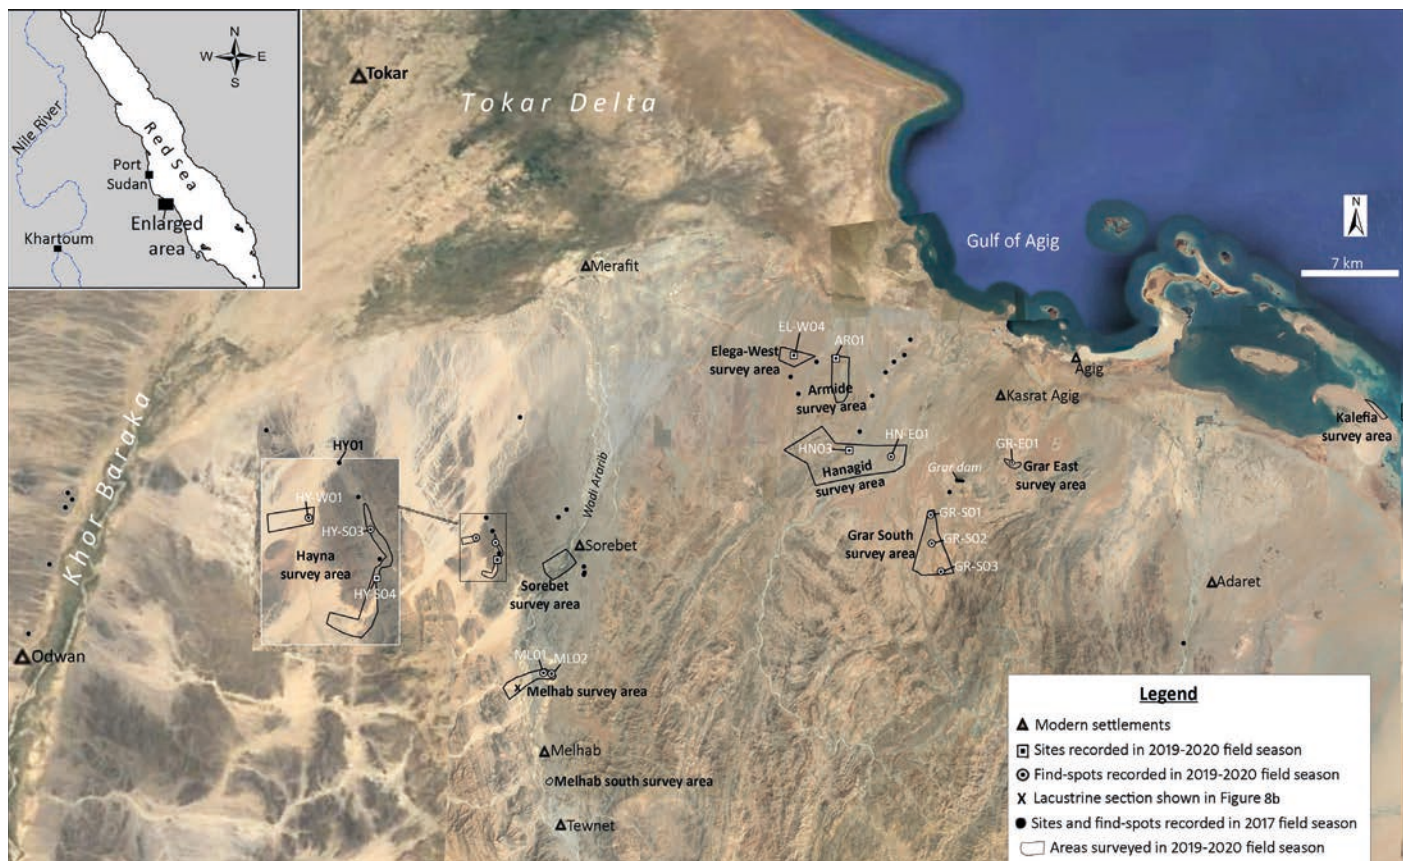 N
W E
S
Nile River
Red Sea
Port
Sudan
Enlarged
area
Khartoum
Tokar
Tokar Delta
Gulf of Agig
N
7 km
Merafit
EL-W04
AR01
Elega-West
survey area
Armide
survey area
Agig
Kasrat Agig
Kalefia
survey area
Khor Baraka
HY01
HY-W01
HY-S03
Hayna
survey area
HY-S04
Wadi Ararib
HN03
HN-E01
Hanagid
survey area
GR-E01
Grar East
survey area
Grar dam
GR-S01
Grar South
survey area
GR-S02
GR-S03
Sorebet
Sorebet
survey area
Adaret
Odwan
ML01
ML02
X
Melhab survey area
Melhab
Melhab south survey area
Tewnet
Legend
Modern settlements
Sites recorded in 2019-2020 field season
Find-spots recorded in 2019-2020 field season
X Lacustrine section shown in Figure 8b
Sites and find-spots recorded in 2017 field season
Areas surveyed in 2019-2020 field season